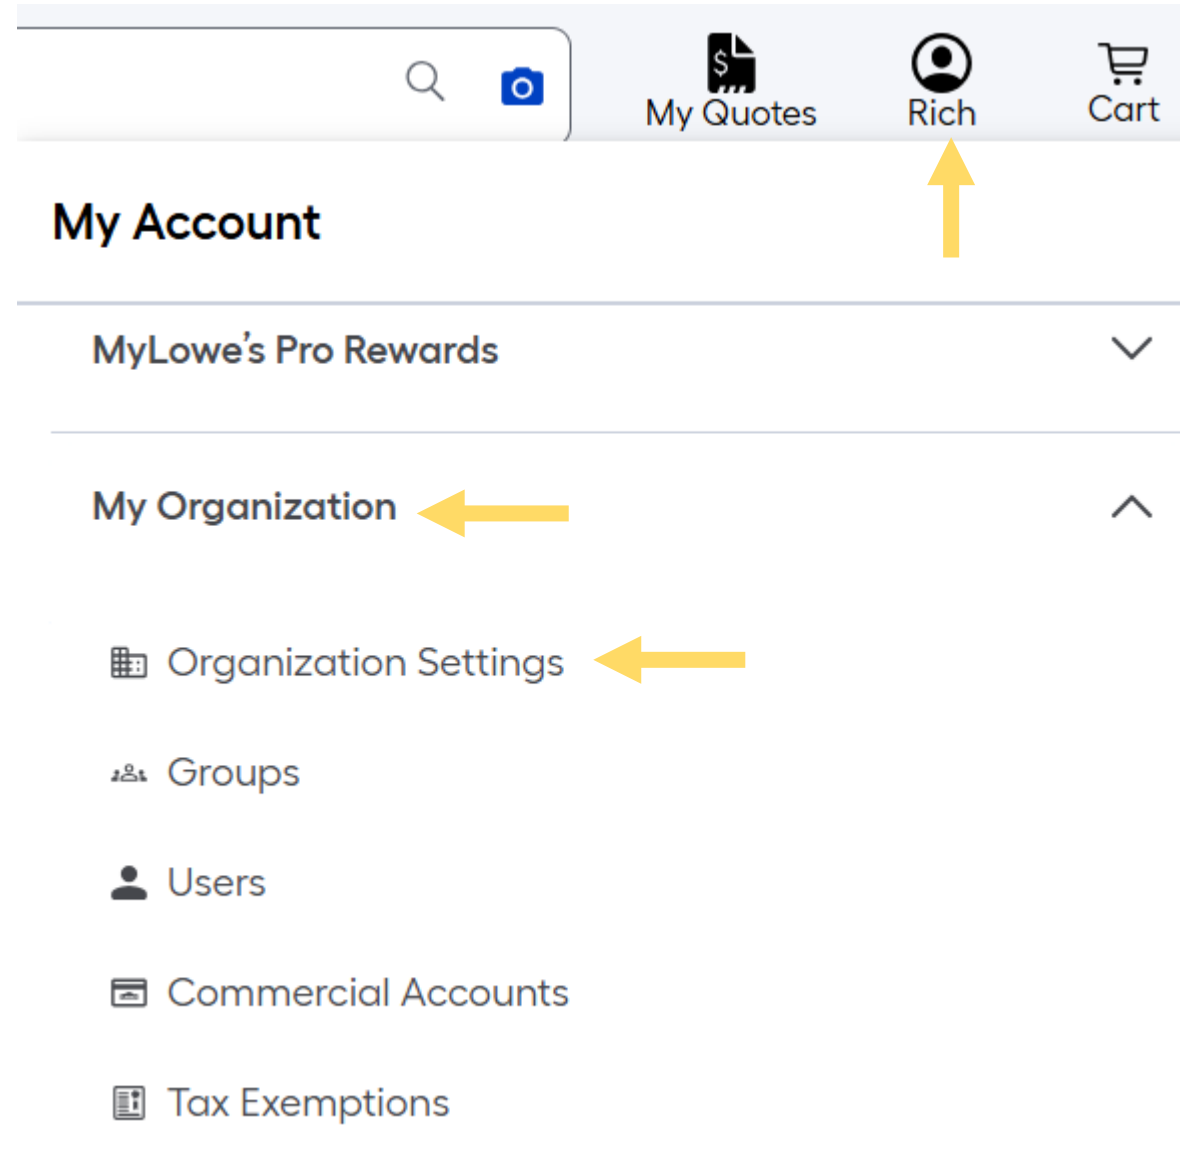 My Quotes
Rich
Cart
My Account
MyLowe's Pro Rewards
My Organization
Organization Settings
Groups
Users
Commercial Accounts
Tax Exemptions